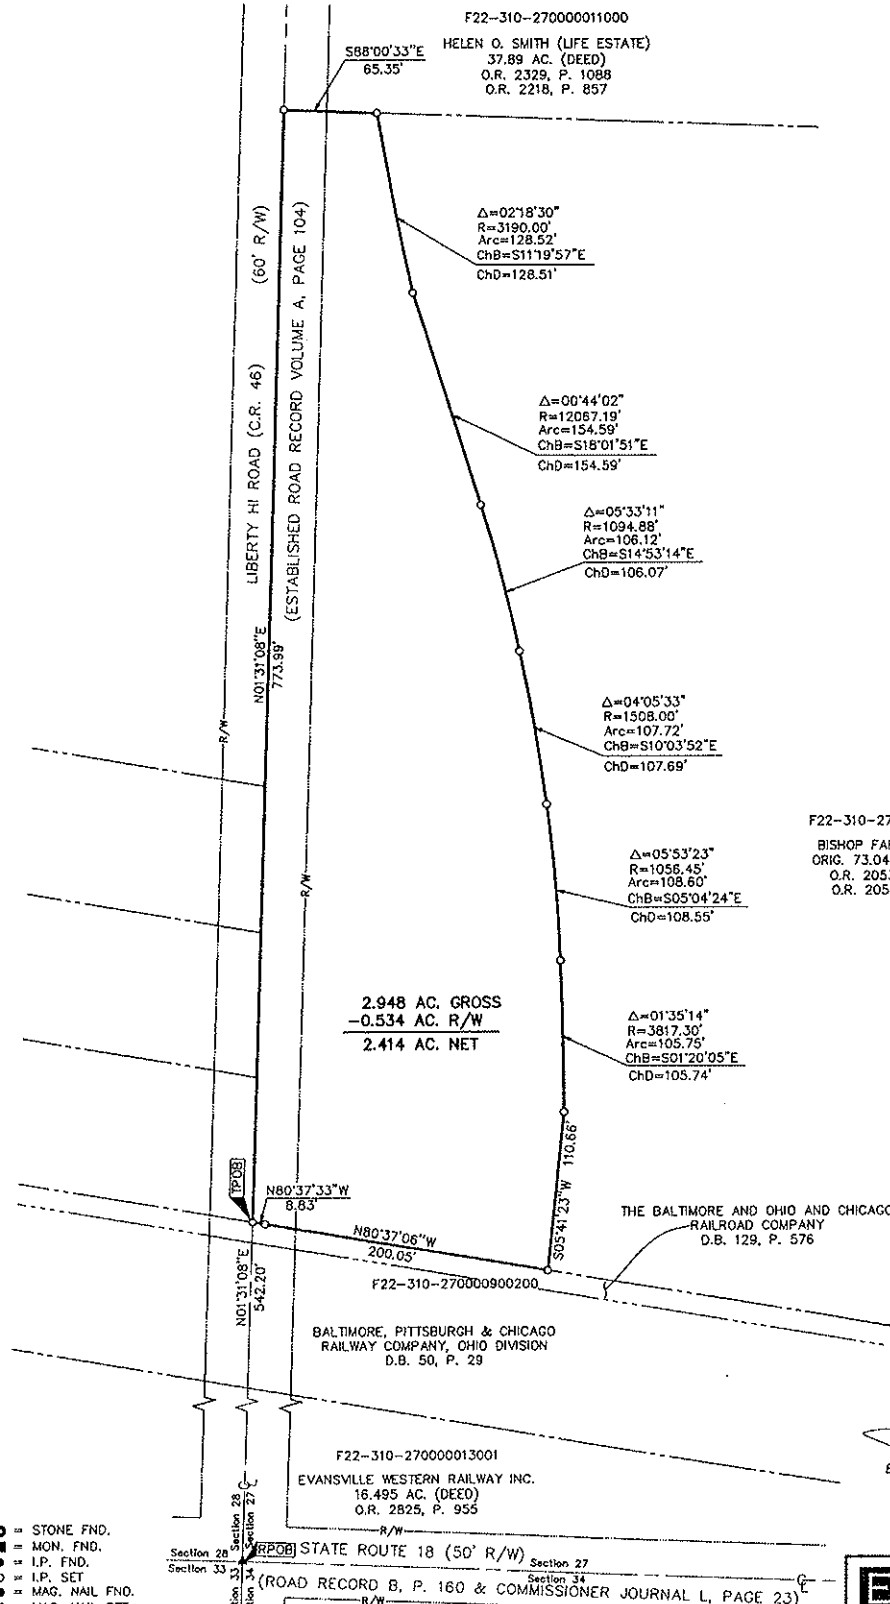 F22-310-270000011000
HELEN O. SMITH (LIFE ESTATE)
37.89 AC. (DEED)
O.R. 2329, P. 1088
O.R. 2218, P. 857
S88°00'33"E
65.35'
(60' R/W)
LIBERTY HI ROAD (C.R. 46)
(ESTABLISHED ROAD RECORD VOLUME A, PAGE 104)
Δ=02°18'30"
R=3190.00'
Arc=128.52'
ChB=S11°19'57"E
ChD=128.51'
Δ=00°44'02"
R=12067.19'
Arc=154.59'
ChB=S18°01'51"E
ChD=154.59'
Δ=05°33'11"
R=1094.88'
Arc=106.12'
ChB=S14°53'14"E
ChD=106.07'
N01°31'08"E
773.99'
R/W
R/W
Δ=04°05'33"
R=1508.00'
Arc=107.72'
ChB=S10°03'52"E
ChD=107.69'
F22-310-27
BISHOP FA
ORIG. 73.04
O.R. 205
O.R. 205
Δ=05°53'23"
R=1056.45'
Arc=108.60'
ChB=S05°04'24"E
ChD=108.55'
2.948 AC. GROSS
-0.534 AC. R/W
2.414 AC. NET
Δ=01°35'14"
R=3817.30'
Arc=105.75'
ChB=S01°20'05"E
ChD=105.74'
S05°41'23"W 110.66'
TPOB
N80°37'33"W
8.83'
N80°37'06"W
200.05'
THE BALTIMORE AND OHIO AND CHICAGO
RAILROAD COMPANY
D.B. 129, P. 576
F22-310-270000900200
N01°31'08"E
542.20'
BALTIMORE, PITTSBURGH & CHICAGO
RAILWAY COMPANY, OHIO DIVISION
D.B. 50, P. 29
F22-310-270000013001
EVANSVILLE WESTERN RAILWAY INC.
16.495 AC. (DEED)
O.R. 2825, P. 955
R/W
Section 28
Section 27
Section 28
Section 33
RPOB
STATE ROUTE 18 (50' R/W)
Section 27
Section 34
(ROAD RECORD B, P. 160 & COMMISSIONER JOURNAL L, PAGE 23)
R/W
= STONE FND.
= MON. FND.
= I.P. FND.
= I.P. SET
= MAG. NAIL FND.